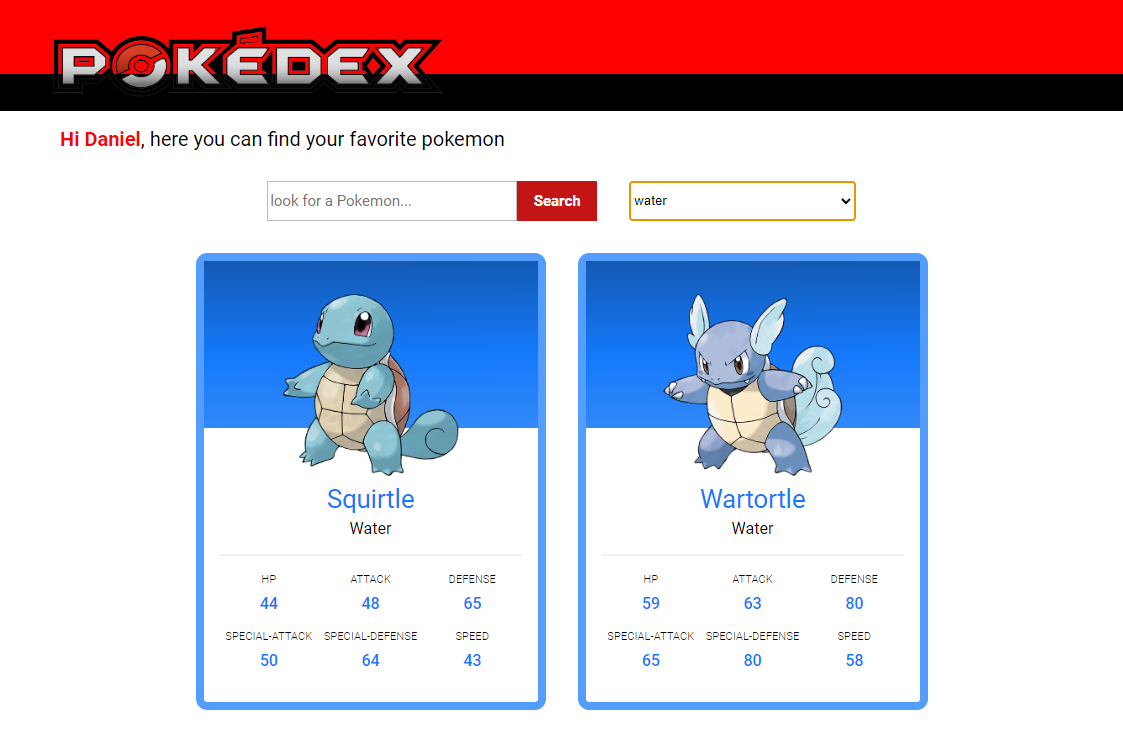 POKÉDEX
Hi Daniel, here you can find your favorite pokemon
look for a Pokemon... Search water
Squirtle
Water
HP ATTACK DEFENSE
44 48 65
SPECIAL-ATTACK SPECIAL-DEFENSE SPEED
50 64 43
Wartortle
Water
HP ATTACK DEFENSE
59 63 80
SPECIAL-ATTACK SPECIAL-DEFENSE SPEED
65 80 58